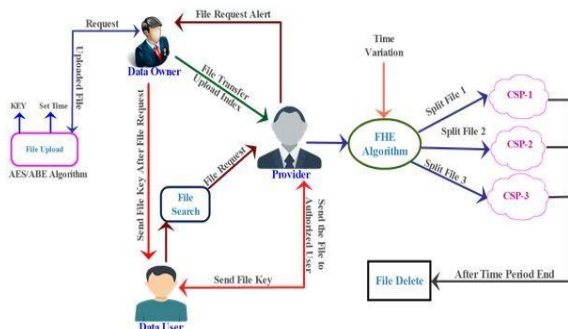 File Request Alert
Request
Uploaded File
Data Owner
File Transfer
Upload Index
Time
Variation
KEY
Set Time
File Upload
AES/ABE Algorithm
Send File Key After File Request
File Request
Provider
FHE
Algorithm
Split File 1
Split File 2
Split File 3
CSP-1
CSP-2
CSP-3
File
Search
Send the File to
Authorized User
Send File Key
Data User
File Delete
After Time Period End